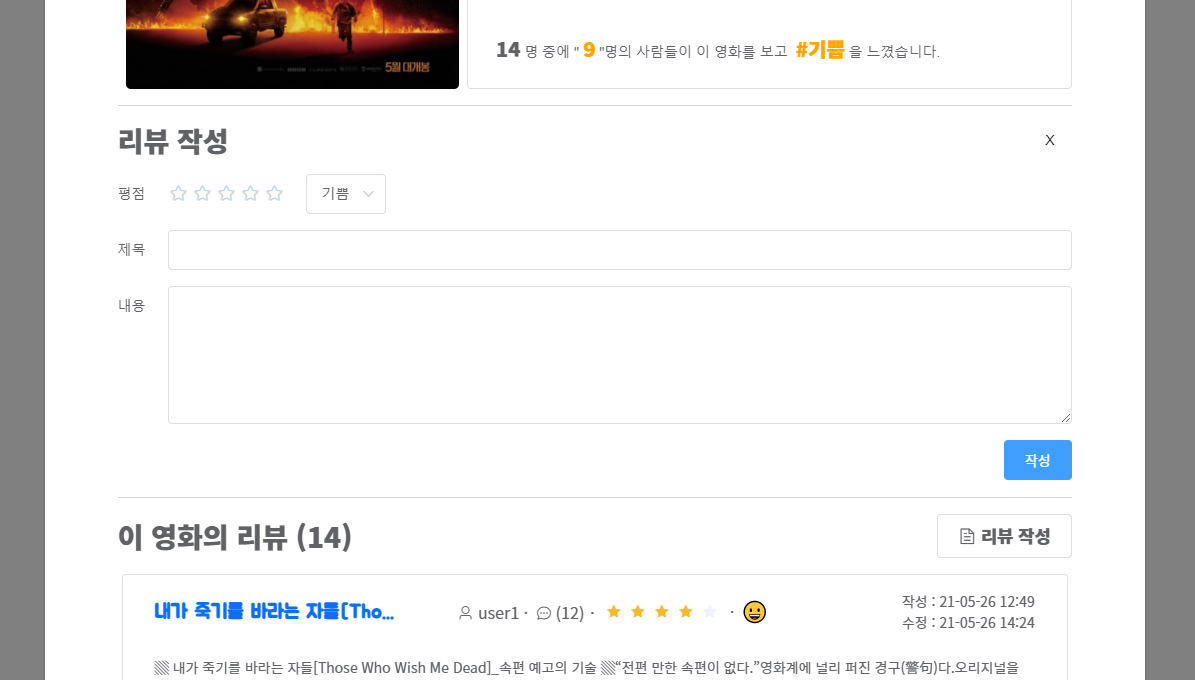 5월 대개봉
14 명 중에 " 9 "명의 사람들이 이 영화를 보고 #기쁨 을 느꼈습니다.
리뷰 작성
X
평점
기쁨
제목
내용
작성
이 영화의 리뷰 (14)
리뷰 작성
내가 죽기를 바라는 자들[Tho...
user1 · (12) · ·
작성 : 21-05-26 12:49
수정 : 21-05-26 14:24
▒ 내가 죽기를 바라는 자들[Those Who Wish Me Dead]_속편 예고의 기술 ▒“전편 만한 속편이 없다.”영화계에 널리 퍼진 경구(警句)다.오리지널을